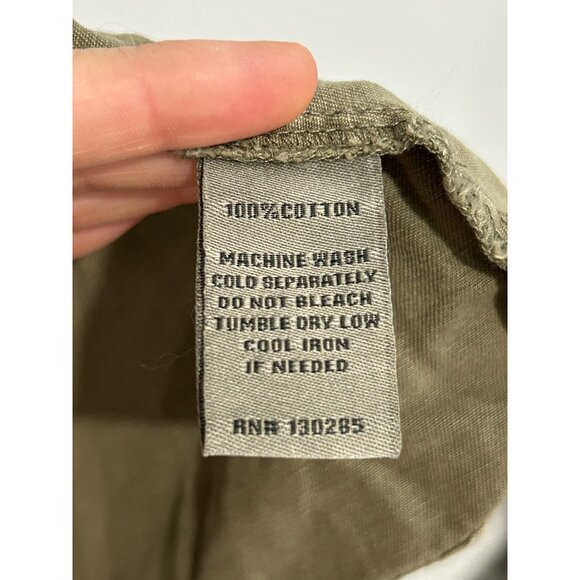 100% COTTON
MACHINE WASH
COLD SEPARATELY
DO NOT BLEACH
TUMBLE DRY LOW
COOL IRON
IF NEEDED
RN# 130285